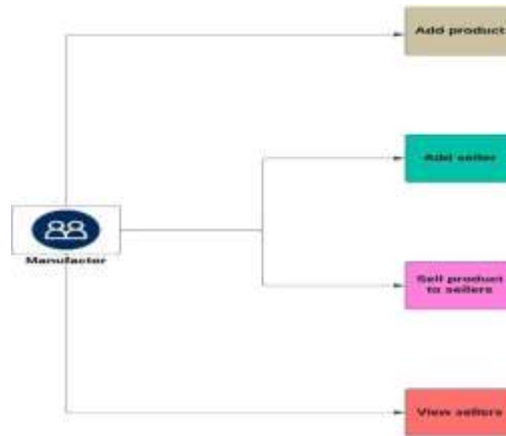 Add product
Add seller
Manufacter
Sell product
to sellers
View sellers